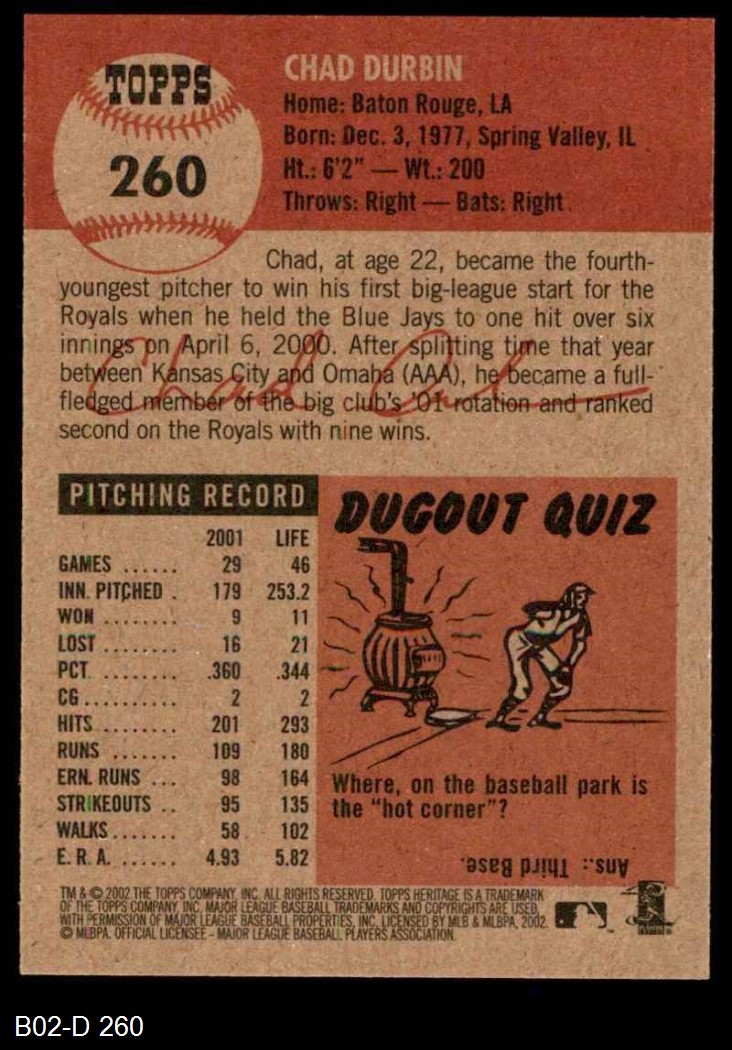 TOPPS
260
CHAD DURBIN
Home: Baton Rouge, LA
Born: Dec. 3, 1977, Spring Valley, IL
Ht.: 6'2" — Wt.: 200
Throws: Right — Bats: Right
Chad, at age 22, became the fourth-
youngest pitcher to win his first big-league start for the
Royals when he held the Blue Jays to one hit over six
innings on April 6, 2000. After splitting time that year
between Kansas City and Omaha (AAA), he became a full-
fledged member of the big club's '01 rotation and ranked
second on the Royals with nine wins.
PITCHING RECORD
2001 LIFE
GAMES ...... 29 46
INN. PITCHED . 179 253.2
WON ........ 9 11
LOST ........ 16 21
PCT. ........ .360 .344
CG .......... 2 2
HITS ........ 201 293
RUNS ....... 109 180
ERN. RUNS ... 98 164
STRIKEOUTS .. 95 135
WALKS....... 58 102
E. R. A. ...... 4.93 5.82
DUGOUT QUIZ
Where, on the baseball park is
the "hot corner"?
Ans.: Third Base.
TM & © 2002 THE TOPPS COMPANY, INC. ALL RIGHTS RESERVED. TOPPS HERITAGE IS A TRADEMARK
OF THE TOPPS COMPANY, INC. MAJOR LEAGUE BASEBALL TRADEMARKS AND COPYRIGHTS ARE USED
WITH PERMISSION OF MAJOR LEAGUE BASEBALL PROPERTIES, INC. LICENSED BY MLB & MLBPA, 2002.
© MLBPA. OFFICIAL LICENSEE - MAJOR LEAGUE BASEBALL PLAYERS ASSOCIATION.
B02-D 260